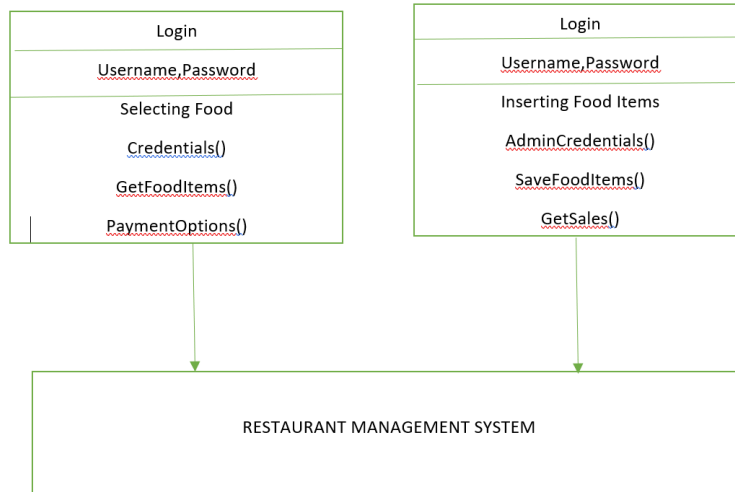 Login
Username,Password
Selecting Food
Credentials()
GetFoodItems()
PaymentOptions()
Login
Username,Password
Inserting Food Items
AdminCredentials()
SaveFoodItems()
GetSales()
RESTAURANT MANAGEMENT SYSTEM